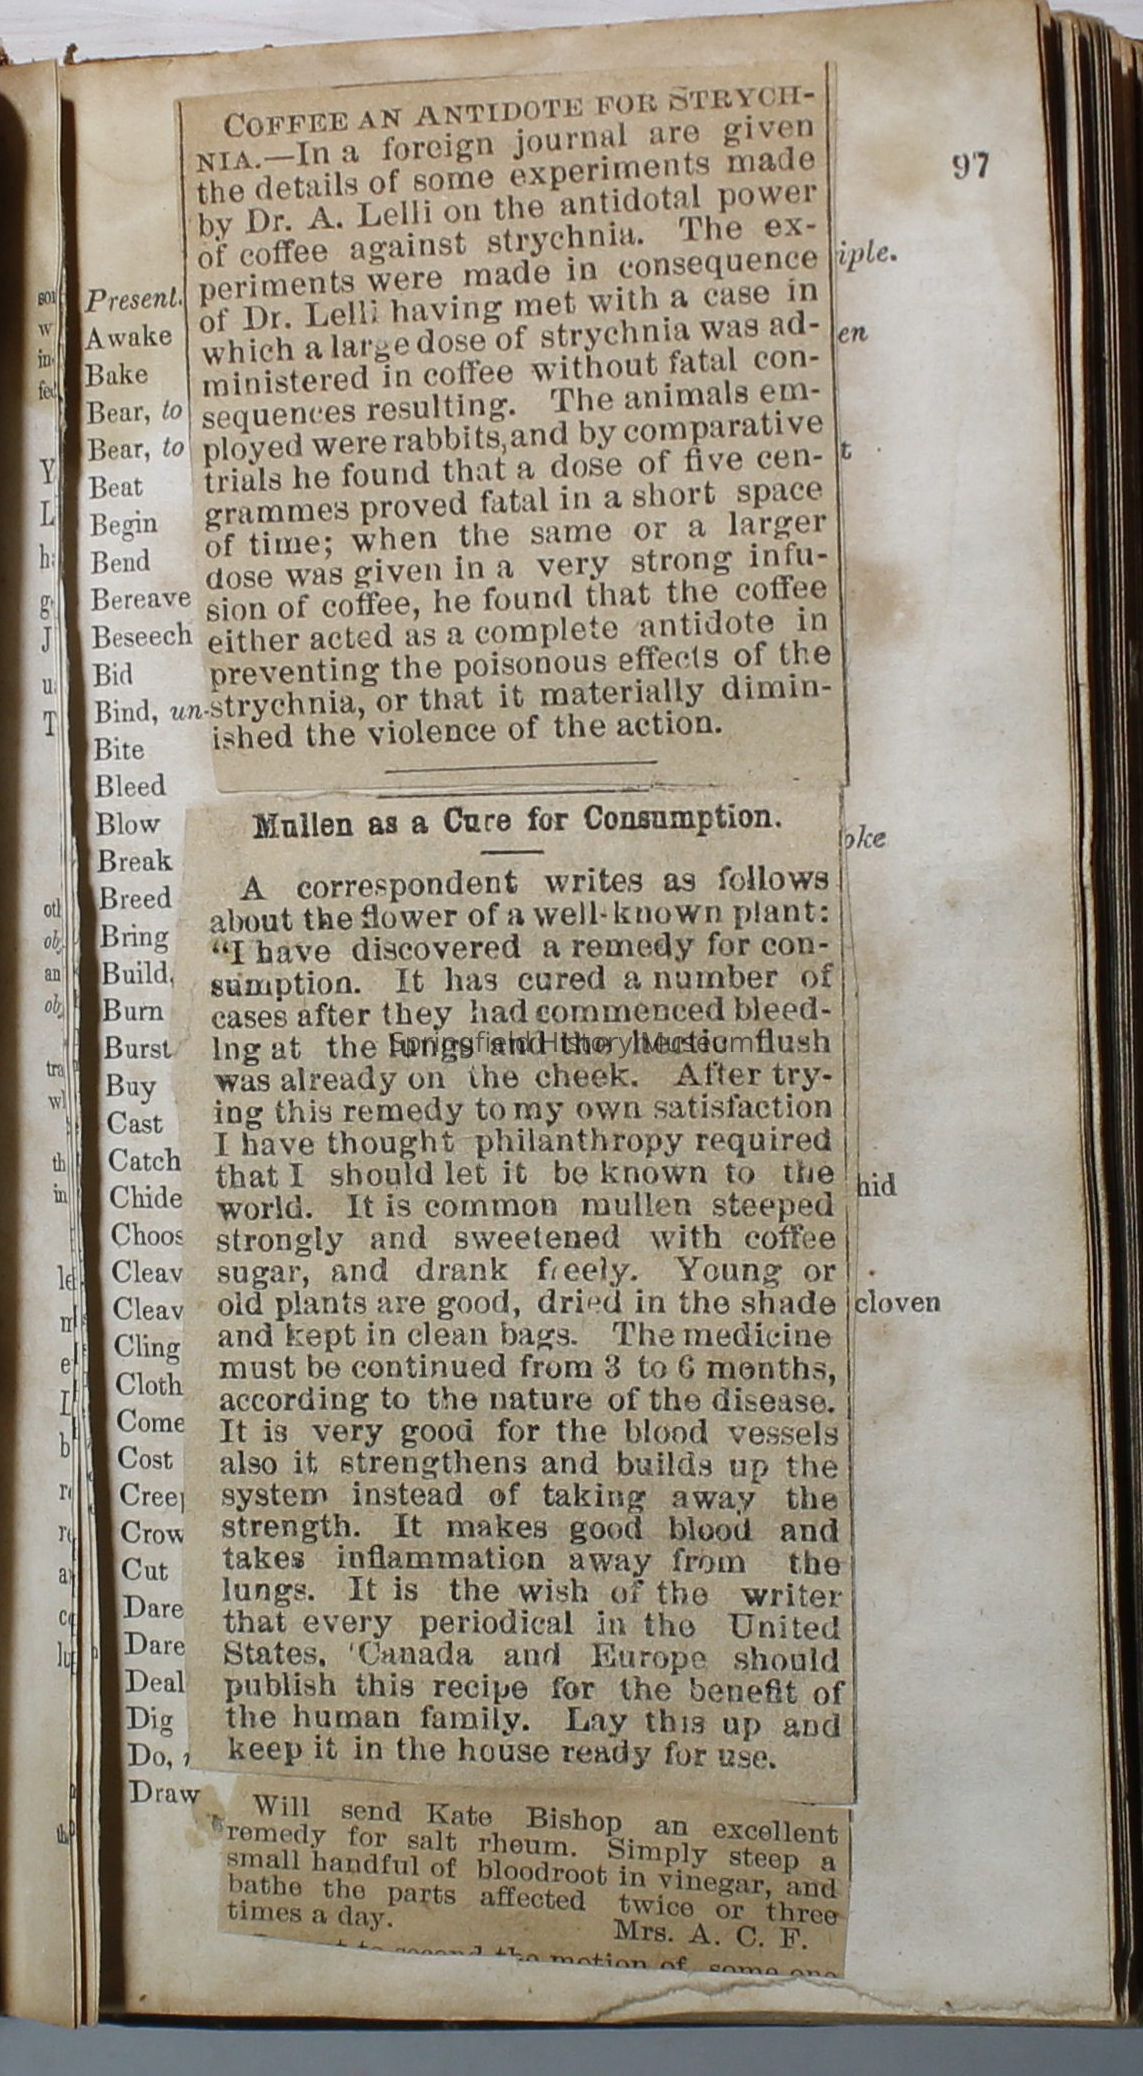 97
COFFEE AN ANTIDOTE FOR STRYCH-
NIA.—In a foreign journal are given
the details of some experiments made
by Dr. A. Lelli on the antidotal power
of coffee against strychnia. The ex-
periments were made in consequence
of Dr. Lelli having met with a case in
which a large dose of strychnia was ad-
ministered in coffee without fatal con-
sequences resulting. The animals em-
ployed were rabbits, and by comparative
trials he found that a dose of five cen-
grammes proved fatal in a short space
of time; when the same or a larger
dose was given in a very strong infu-
sion of coffee, he found that the coffee
either acted as a complete antidote in
preventing the poisonous effects of the
strychnia, or that it materially dimin-
ished the violence of the action.
Mullen as a Cure for Consumption.
A correspondent writes as follows
about the flower of a well-known plant:
"I have discovered a remedy for con-
sumption. It has cured a number of
cases after they had commenced bleed-
ing at the lungs and the hectic flush
was already on the cheek. After try-
ing this remedy to my own satisfaction
I have thought philanthropy required
that I should let it be known to the
world. It is common mullen steeped
strongly and sweetened with coffee
sugar, and drank freely. Young or
old plants are good, dried in the shade
and kept in clean bags. The medicine
must be continued from 3 to 6 months,
according to the nature of the disease.
It is very good for the blood vessels
also it strengthens and builds up the
system instead of taking away the
strength. It makes good blood and
takes inflammation away from the
lungs. It is the wish of the writer
that every periodical in the United
States, 'Canada and Europe should
publish this recipe for the benefit of
the human family. Lay this up and
keep it in the house ready for use.
Will send Kate Bishop an excellent
remedy for salt rheum. Simply steep a
small handful of bloodroot in vinegar, and
bathe the parts affected twice or three
times a day. Mrs. A. C. F.
second the motion of some one
Springfield History Museum
Present.
Awake
Bake
Bear, to
Bear, to
Beat
Begin
Bend
Bereave
Beseech
Bid
Bind, un-
Bite
Bleed
Blow
Break
Breed
Bring
Build,
Burn
Burst
Buy
Cast
Catch
Chide
Choos
Cleav
Cleav
Cling
Cloth
Come
Cost
Creep
Crow
Cut
Dare
Dare
Deal
Dig
Do,
Draw
iple.
en
t
oke
hid
cloven